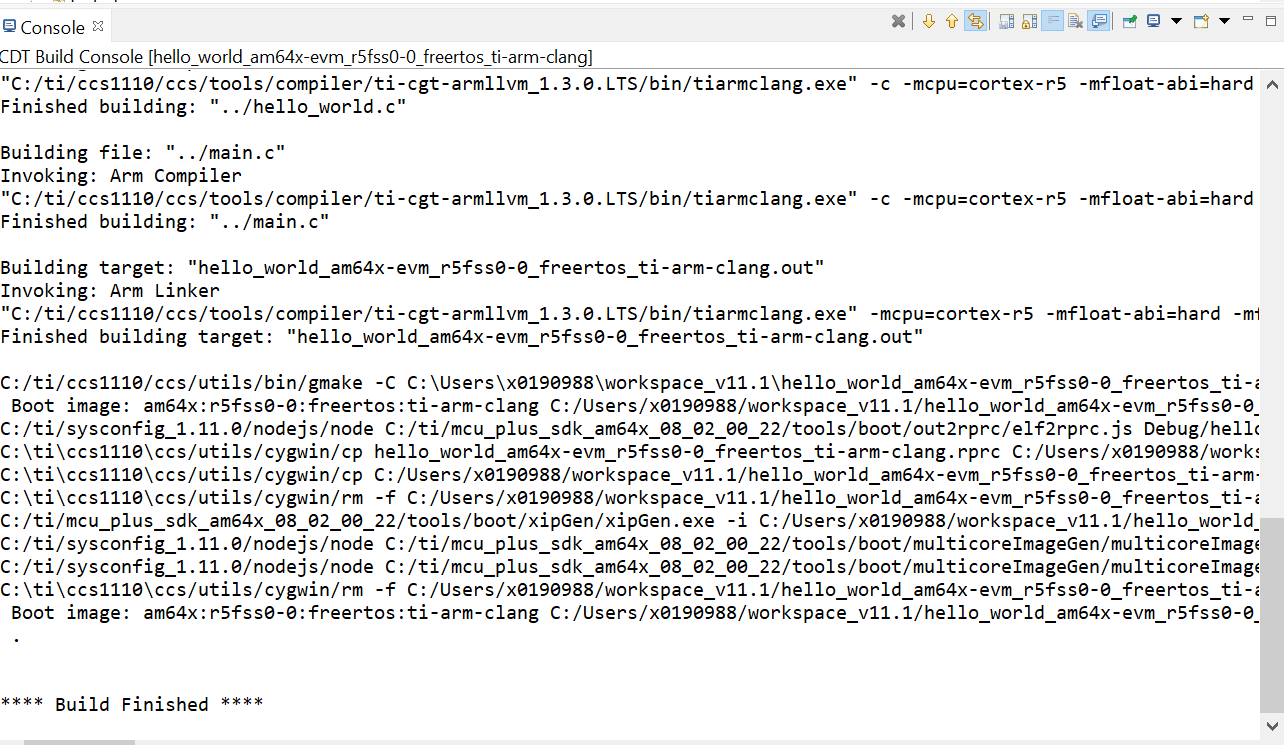 Console
CDT Build Console [hello_world_am64x-evm_r5fss0-0_freertos_ti-arm-clang]
"C:/ti/ccs1110/ccs/tools/compiler/ti-cgt-armllvm_1.3.0.LTS/bin/tiarmclang.exe" -c -mcpu=cortex-r5 -mfloat-abi=hard
Finished building: "../hello_world.c"
Building file: "../main.c"
Invoking: Arm Compiler
"C:/ti/ccs1110/ccs/tools/compiler/ti-cgt-armllvm_1.3.0.LTS/bin/tiarmclang.exe" -c -mcpu=cortex-r5 -mfloat-abi=hard
Finished building: "../main.c"
Building target: "hello_world_am64x-evm_r5fss0-0_freertos_ti-arm-clang.out"
Invoking: Arm Linker
"C:/ti/ccs1110/ccs/tools/compiler/ti-cgt-armllvm_1.3.0.LTS/bin/tiarmclang.exe" -mcpu=cortex-r5 -mfloat-abi=hard -mf
Finished building target: "hello_world_am64x-evm_r5fss0-0_freertos_ti-arm-clang.out"
C:/ti/ccs1110/ccs/utils/bin/gmake -C C:\Users\x0190988\workspace_v11.1\hello_world_am64x-evm_r5fss0-0_freertos_ti-a
Boot image: am64x:r5fss0-0:freertos:ti-arm-clang C:/Users/x0190988/workspace_v11.1/hello_world_am64x-evm_r5fss0-0_
C:/ti/sysconfig_1.11.0/nodejs/node C:/ti/mcu_plus_sdk_am64x_08_02_00_22/tools/boot/out2rprc/elf2rprc.js Debug/hello
C:\ti\ccs1110\ccs/utils/cygwin/cp hello_world_am64x-evm_r5fss0-0_freertos_ti-arm-clang.rprc C:/Users/x0190988/works
C:\ti\ccs1110\ccs/utils/cygwin/cp C:/Users/x0190988/workspace_v11.1/hello_world_am64x-evm_r5fss0-0_freertos_ti-arm-
C:\ti\ccs1110\ccs/utils/cygwin/rm -f C:/Users/x0190988/workspace_v11.1/hello_world_am64x-evm_r5fss0-0_freertos_ti-a
C:/ti/mcu_plus_sdk_am64x_08_02_00_22/tools/boot/xipGen/xipGen.exe -i C:/Users/x0190988/workspace_v11.1/hello_world_
C:/ti/sysconfig_1.11.0/nodejs/node C:/ti/mcu_plus_sdk_am64x_08_02_00_22/tools/boot/multicoreImageGen/multicoreImage
C:/ti/sysconfig_1.11.0/nodejs/node C:/ti/mcu_plus_sdk_am64x_08_02_00_22/tools/boot/multicoreImageGen/multicoreImage
C:\ti\ccs1110\ccs/utils/cygwin/rm -f C:/Users/x0190988/workspace_v11.1/hello_world_am64x-evm_r5fss0-0_freertos_ti-a
Boot image: am64x:r5fss0-0:freertos:ti-arm-clang C:/Users/x0190988/workspace_v11.1/hello_world_am64x-evm_r5fss0-0_
.
**** Build Finished ****